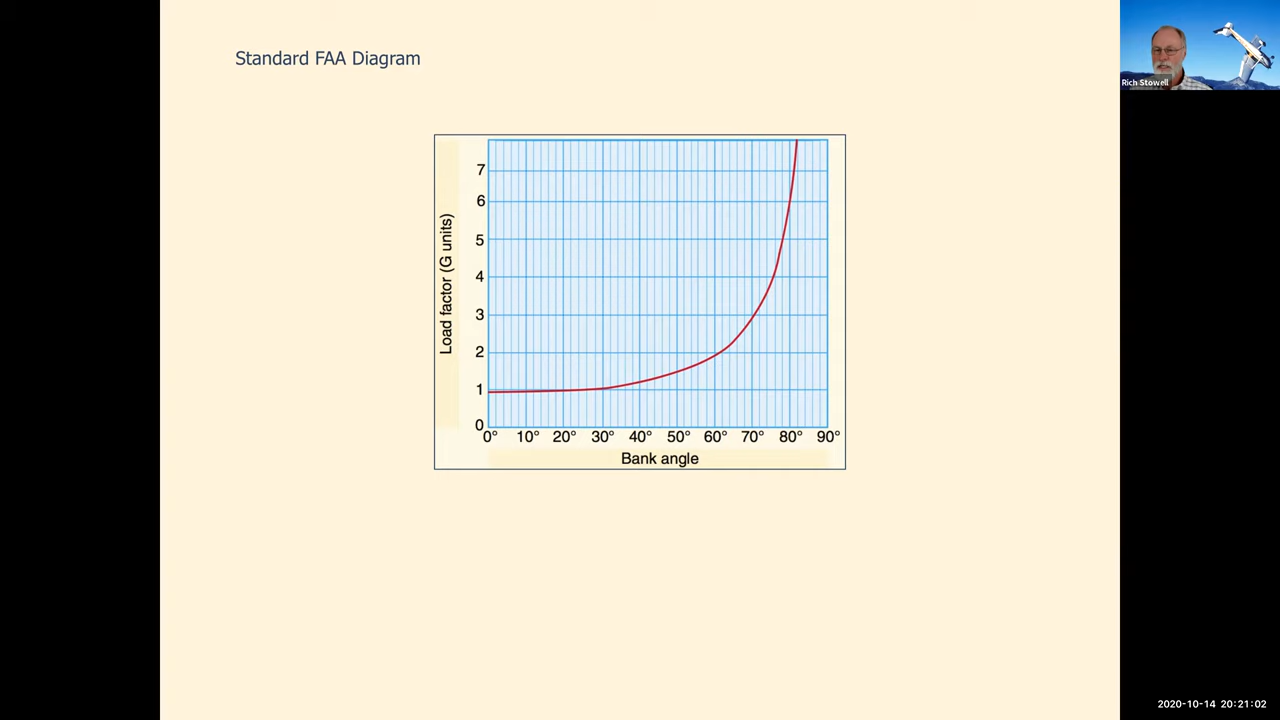 Standard FAA Diagram
Rich Stowell
Load factor (G units)
7
6
5
4
3
2
1
0
0° 10° 20° 30° 40° 50° 60° 70° 80° 90°
Bank angle
2020-10-14 20:21:02